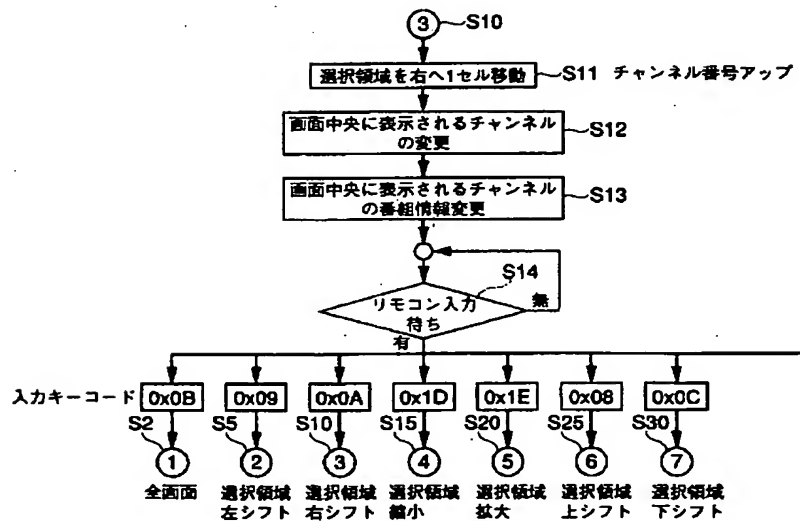 3 S10
選択領域を右へ1セル移動 S11 チャンネル番号アップ
画面中央に表示されるチャンネル
の変更
S12
画面中央に表示されるチャンネル
の番組情報変更
S13
S14
リモコン入力
待ち
無
有
入力キーコード 0x0B 0x09 0x0A 0x1D 0x1E 0x08 0x0C
S2 S5 S10 S15 S20 S25 S30
1 2 3 4 5 6 7
全画面 選択領域 選択領域 選択領域 選択領域 選択領域 選択領域
左シフト 右シフト 縮小 拡大 上シフト 下シフト